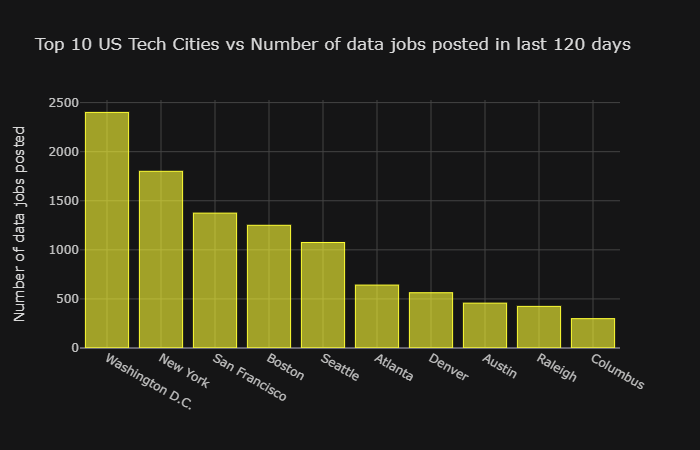 Top 10 US Tech Cities vs Number of data jobs posted in last 120 days
Number of data jobs posted
2500
2000
1500
1000
500
0
Washington D.C.
New York
San Francisco
Boston
Seattle
Atlanta
Denver
Austin
Raleigh
Columbus